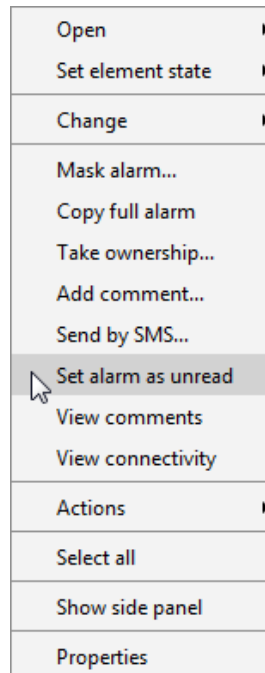 Open
Set element state
Change
Mask alarm...
Copy full alarm
Take ownership...
Add comment...
Send by SMS...
Set alarm as unread
View comments
View connectivity
Actions
Select all
Show side panel
Properties